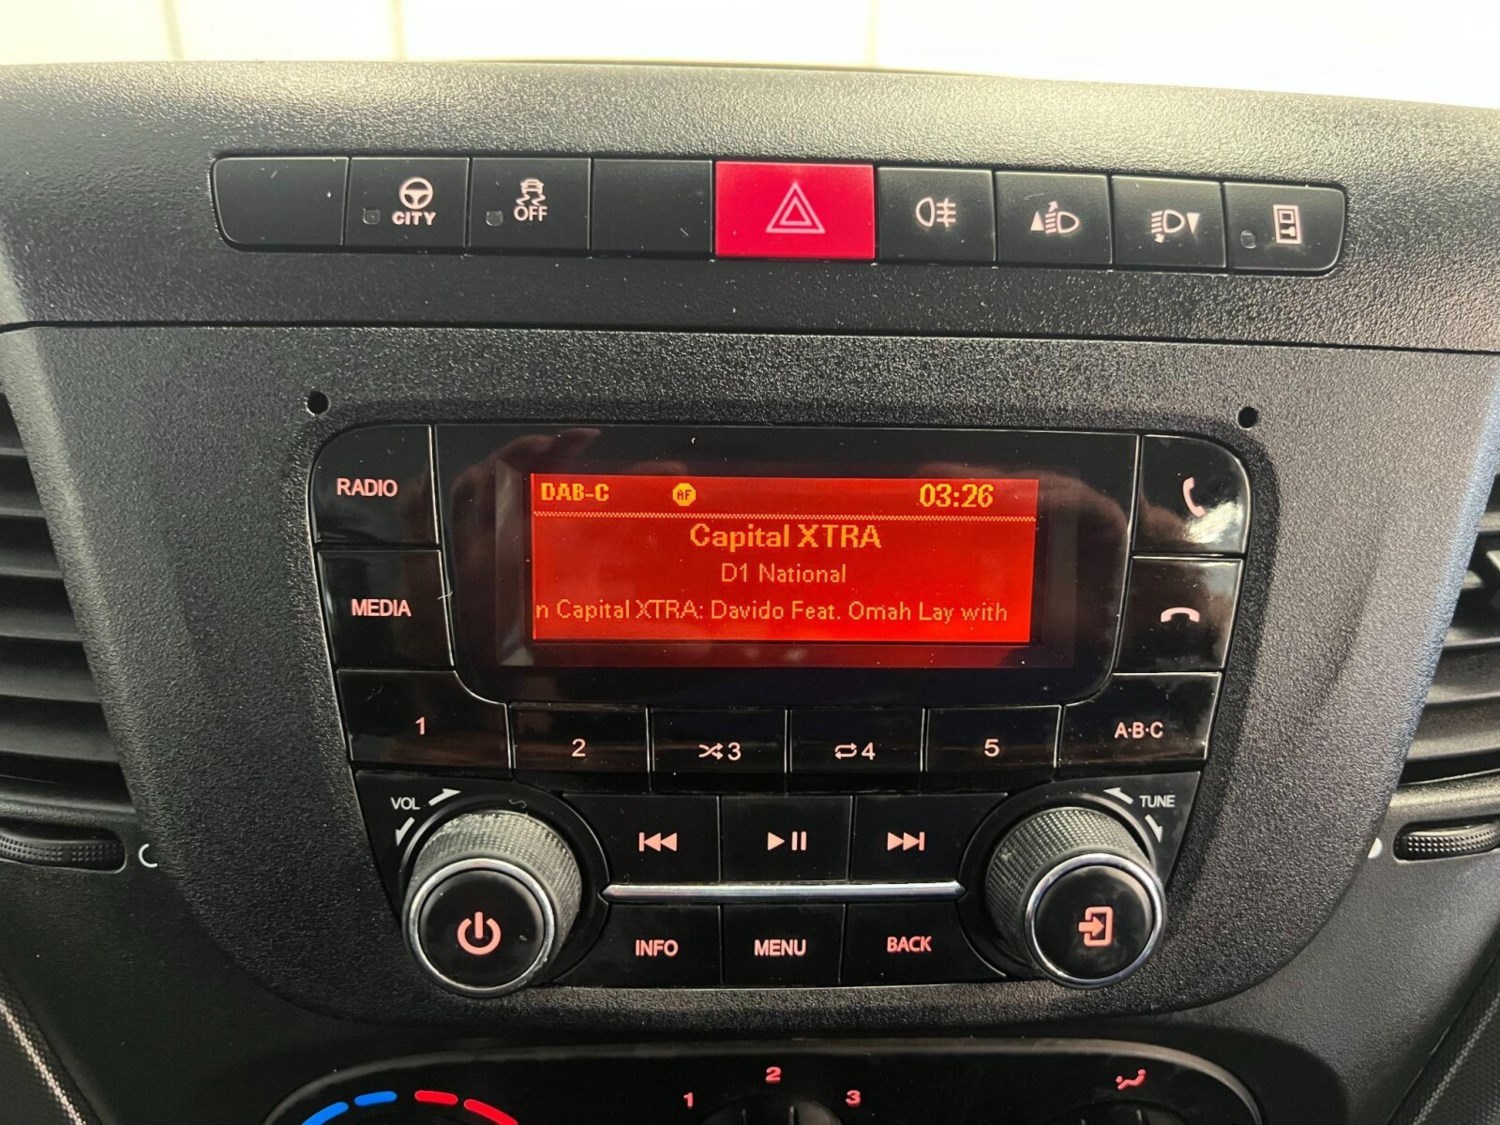 CITY
OFF
RADIO
MEDIA
DAB-C AF 03:26
Capital XTRA
D1 National
n Capital XTRA: Davido Feat. Omah Lay with
1
2
3
4
5
A·B·C
VOL
TUNE
INFO
MENU
BACK
1
2
3